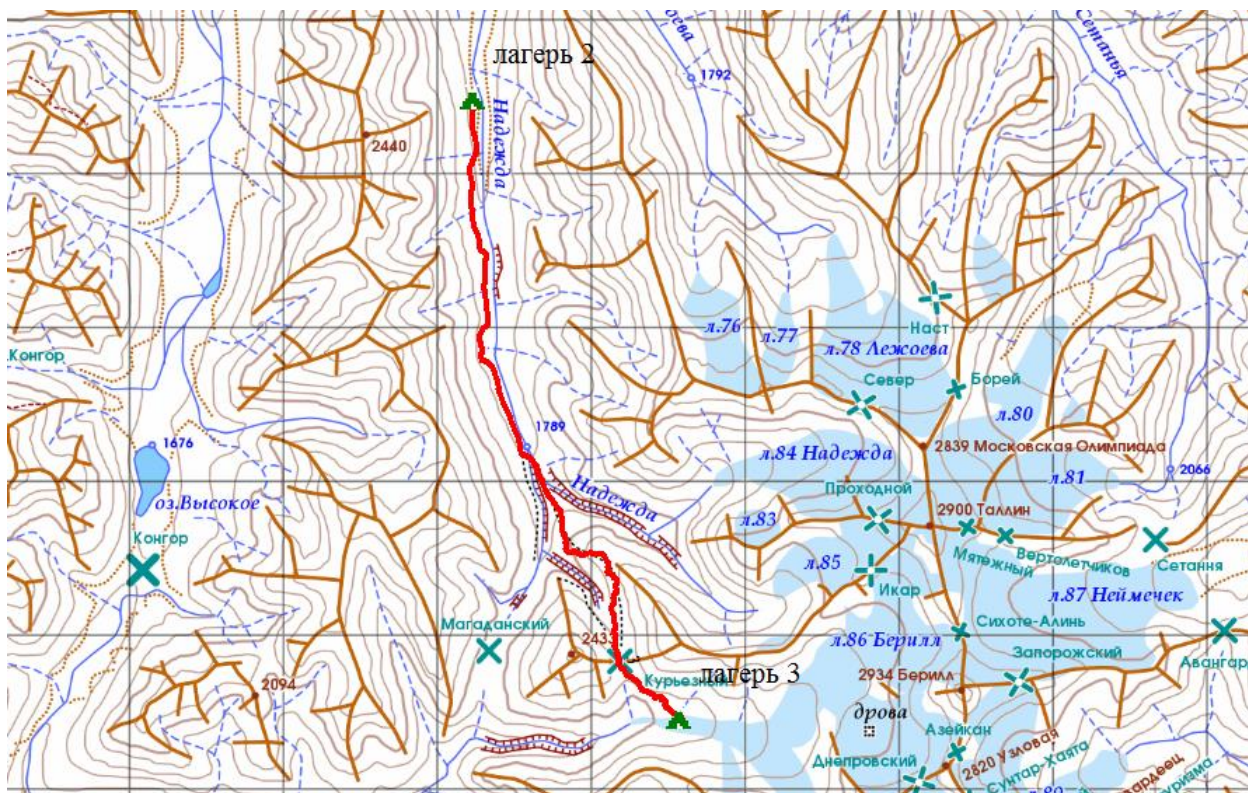 лагерь 2
Надежда
1792
Сетанья
2440
Конгор
л.76
л.77
Наст
л.78 Лежоева
Север
Борей
л.80
1676
1789
2839 Московская Олимпиада
л.84 Надежда
л.81
2066
оз.Высокое
Надежда
Проходной
л.83
2900 Таллин
Конгор
Мятежный
Вертолетчиков
Сетання
л.85
Икар
л.87 Неймечек
Магаданский
Сихоте-Алинь
л.86 Берилл
2433
Запорожский
Авангар
лагерь 3
Курьезный
2934 Берилл
2094
дрова
Азейкан
Днепровский
2820 Узловая
Сунтар-Хаята